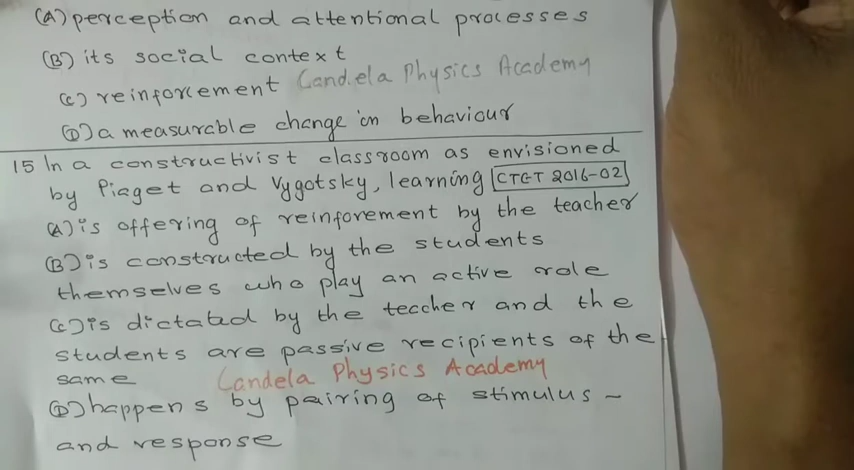 (A) perception and attentional processes
(B) its social context
(C) reinforcement Candela Physics Academy
(D) a measurable change in behaviour
15 In a constructivist classroom as envisioned
by Piaget and Vygotsky, learning CTET 2016-02
(A) is offering of reinforement by the teacher
(B) is constructed by the students
themselves who play an active role
(C) is dictated by the teccher and the
students are passive recipients of the
same Candela Physics Academy
(D) happens by pairing of stimulus -
and response